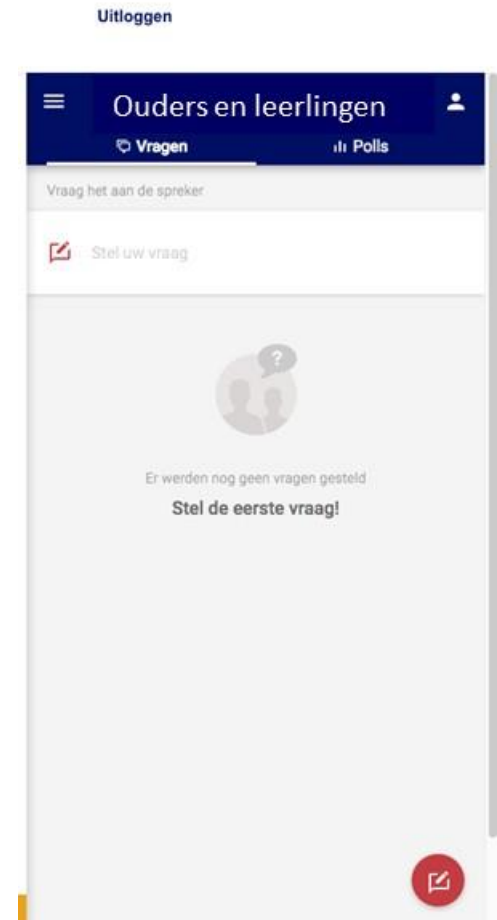 Uitloggen
Ouders en leerlingen
Vragen
Polls
Vraag het aan de spreker
Stel uw vraag
?
Er werden nog geen vragen gesteld
Stel de eerste vraag!